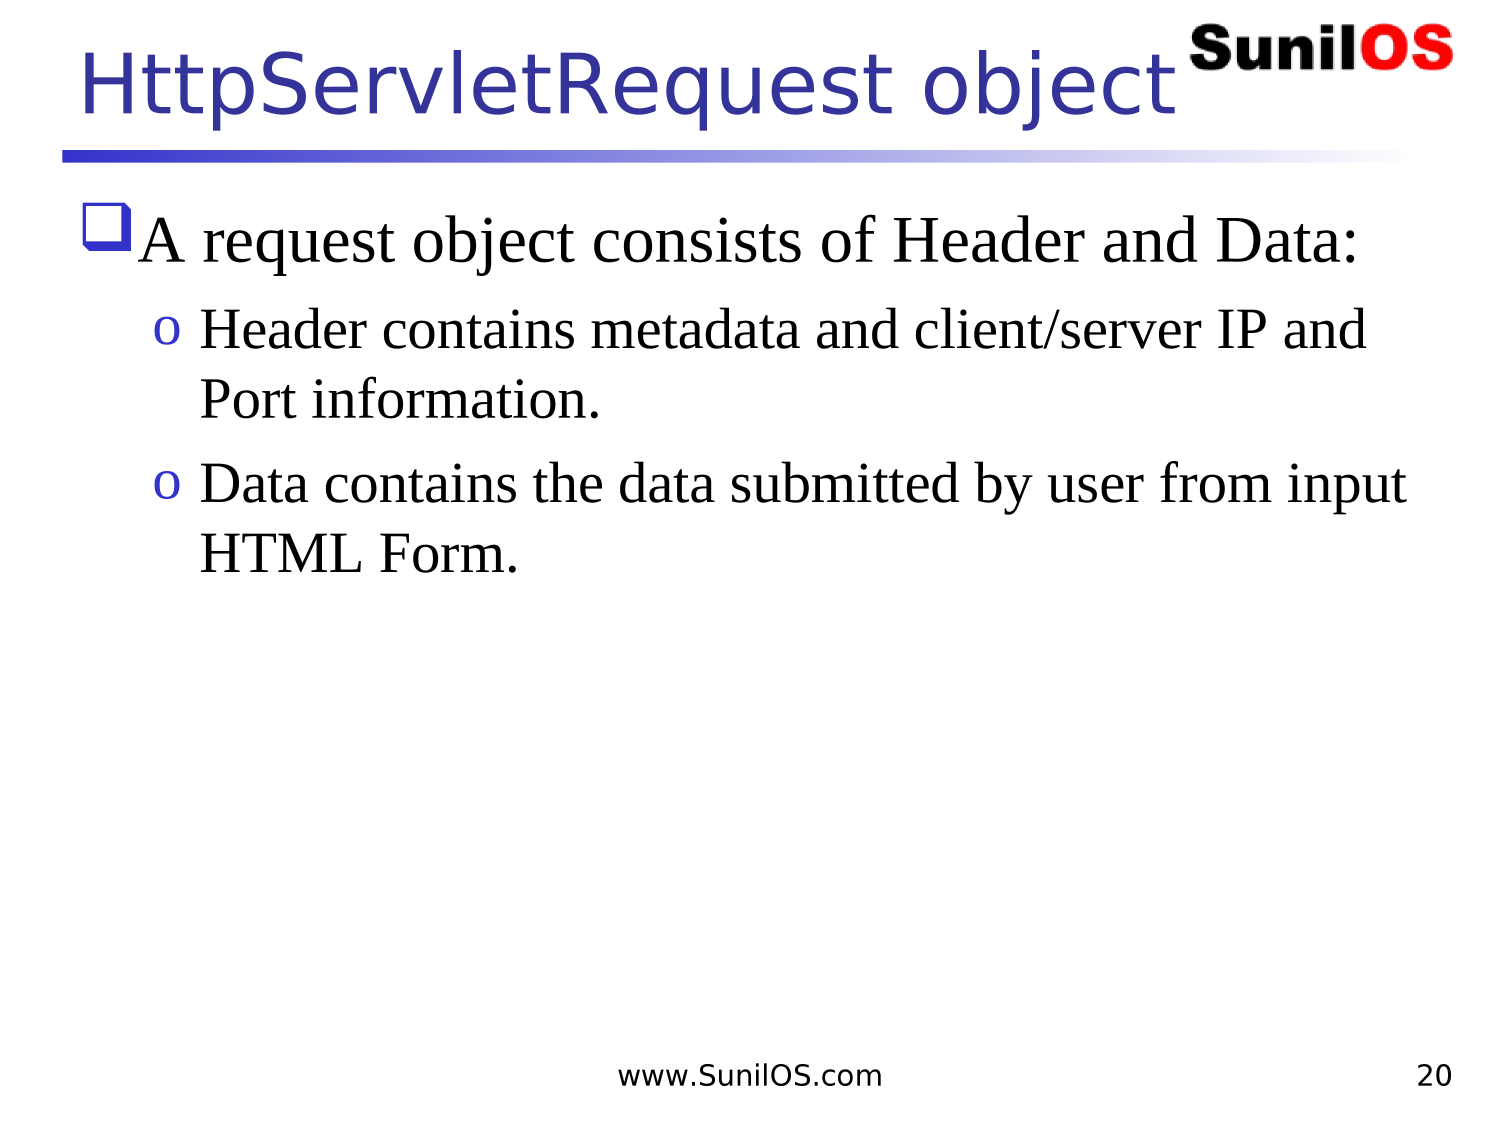 HttpServletRequest object
SunilOS
A request object consists of Header and Data:
o Header contains metadata and client/server IP and
Port information.
o Data contains the data submitted by user from input
HTML Form.
www.SunilOS.com
20